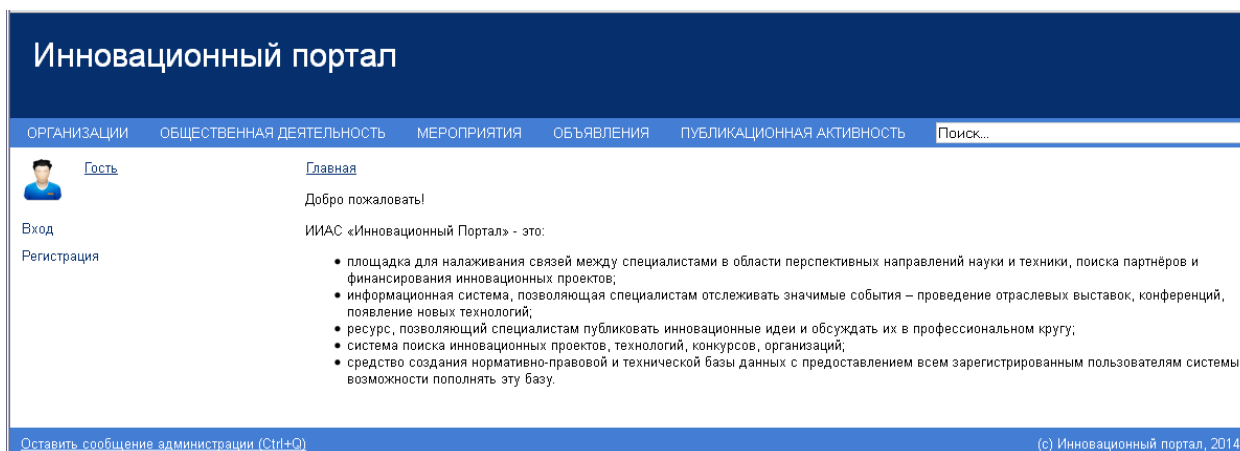 Инновационный портал
ОРГАНИЗАЦИИ ОБЩЕСТВЕННАЯ ДЕЯТЕЛЬНОСТЬ МЕРОПРИЯТИЯ ОБЪЯВЛЕНИЯ ПУБЛИКАЦИОННАЯ АКТИВНОСТЬ Поиск...
Гость
Главная
Добро пожаловать!
Вход
ИИАС «Инновационный Портал» - это:
Регистрация
• площадка для налаживания связей между специалистами в области перспективных направлений науки и техники, поиска партнёров и
финансирования инновационных проектов;
• информационная система, позволяющая специалистам отслеживать значимые события – проведение отраслевых выставок, конференций,
появление новых технологий;
• ресурс, позволяющий специалистам публиковать инновационные идеи и обсуждать их в профессиональном кругу;
• система поиска инновационных проектов, технологий, конкурсов, организаций;
• средство создания нормативно-правовой и технической базы данных с предоставлением всем зарегистрированным пользователям системы
возможности пополнять эту базу.
Оставить сообщение администрации (Ctrl+Q)
(c) Инновационный портал, 2014